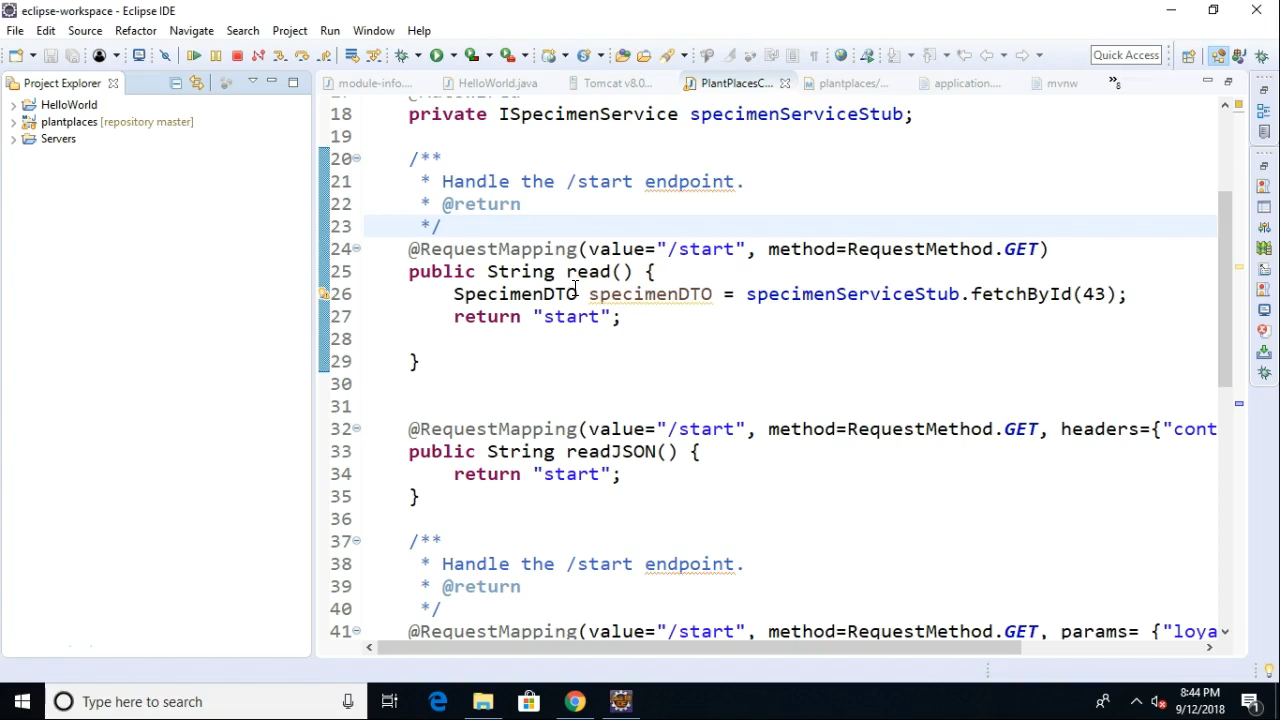 eclipse-workspace - Eclipse IDE
File Edit Source Refactor Navigate Search Project Run Window Help
Quick Access
Project Explorer
module-info....
HelloWorld.java
Tomcat v8.0...
PlantPlacesC...
plantplaces/...
application....
mvnw
»8
HelloWorld
plantplaces [repository master]
Servers
18 private ISpecimenService specimenServiceStub;
19
20 /**
21 * Handle the /start endpoint.
22 * @return
23 */
24 @RequestMapping(value="/start", method=RequestMethod.GET)
25 public String read() {
26 SpecimenDTO specimenDTO = specimenServiceStub.fetchById(43);
27 return "start";
28
29 }
30
31
32 @RequestMapping(value="/start", method=RequestMethod.GET, headers={"cont
33 public String readJSON() {
34 return "start";
35 }
36
37 /**
38 * Handle the /start endpoint.
39 * @return
40 */
41 @RequestMapping(value="/start", method=RequestMethod.GET, params= {"loya
Type here to search
8:44 PM
9/12/2018
1